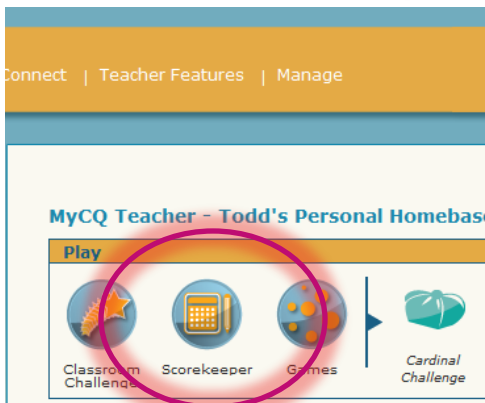 Connect | Teacher Features | Manage
MyCQ Teacher - Todd's Personal Homebase
Play
Classroom Challenge
Scorekeeper
Games
Cardinal Challenge